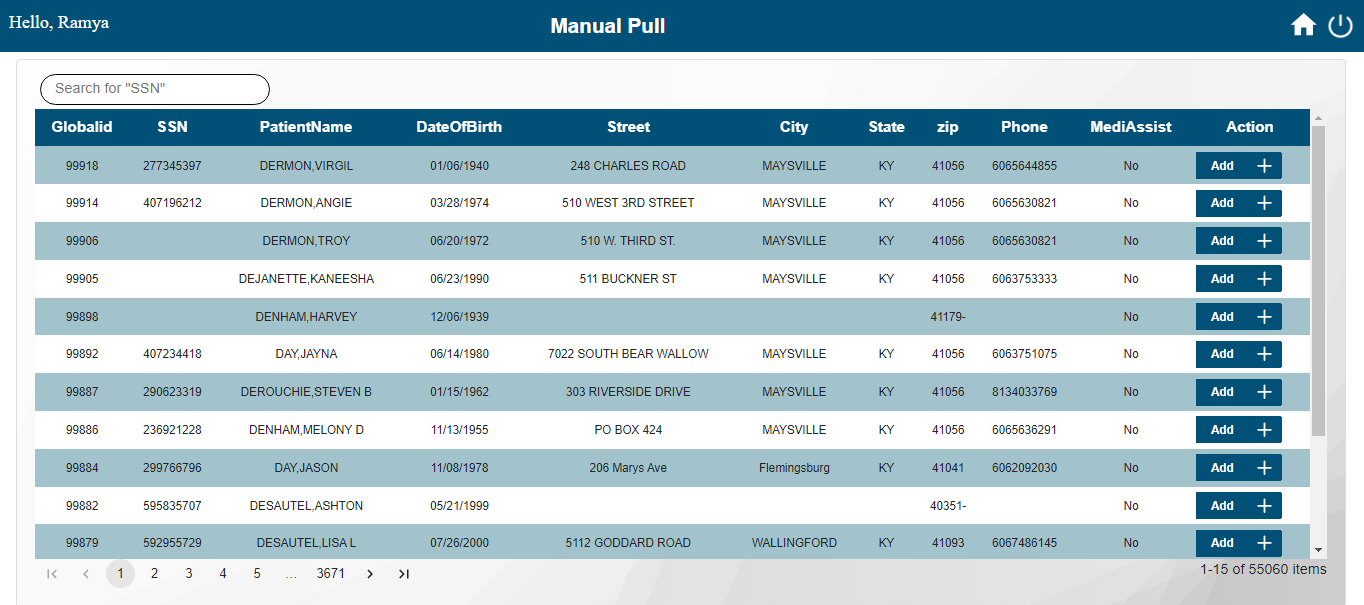 Hello, Ramya
Manual Pull
Search for "SSN"
Globalid SSN PatientName DateOfBirth Street City State zip Phone MediAssist Action
99918 277345397 DERMON,VIRGIL 01/06/1940 248 CHARLES ROAD MAYSVILLE KY 41056 6065644855 No Add +
99914 407196212 DERMON,ANGIE 03/28/1974 510 WEST 3RD STREET MAYSVILLE KY 41056 6065630821 No Add +
99906 DERMON,TROY 06/20/1972 510 W. THIRD ST. MAYSVILLE KY 41056 6065630821 No Add +
99905 DEJANETTE,KANEESHA 06/23/1990 511 BUCKNER ST MAYSVILLE KY 41056 6063753333 No Add +
99898 DENHAM,HARVEY 12/06/1939 41179- No Add +
99892 407234418 DAY,JAYNA 06/14/1980 7022 SOUTH BEAR WALLOW MAYSVILLE KY 41056 6063751075 No Add +
99887 290623319 DEROUCHIE,STEVEN B 01/15/1962 303 RIVERSIDE DRIVE MAYSVILLE KY 41056 8134033769 No Add +
99886 236921228 DENHAM,MELONY D 11/13/1955 PO BOX 424 MAYSVILLE KY 41056 6065636291 No Add +
99884 299766796 DAY,JASON 11/08/1978 206 Marys Ave Flemingsburg KY 41041 6062092030 No Add +
99882 595835707 DESAUTEL,ASHTON 05/21/1999 40351- No Add +
99879 592955729 DESAUTEL,LISA L 07/26/2000 5112 GODDARD ROAD WALLINGFORD KY 41093 6067486145 No Add +
1 2 3 4 5 ... 3671
1-15 of 55060 items